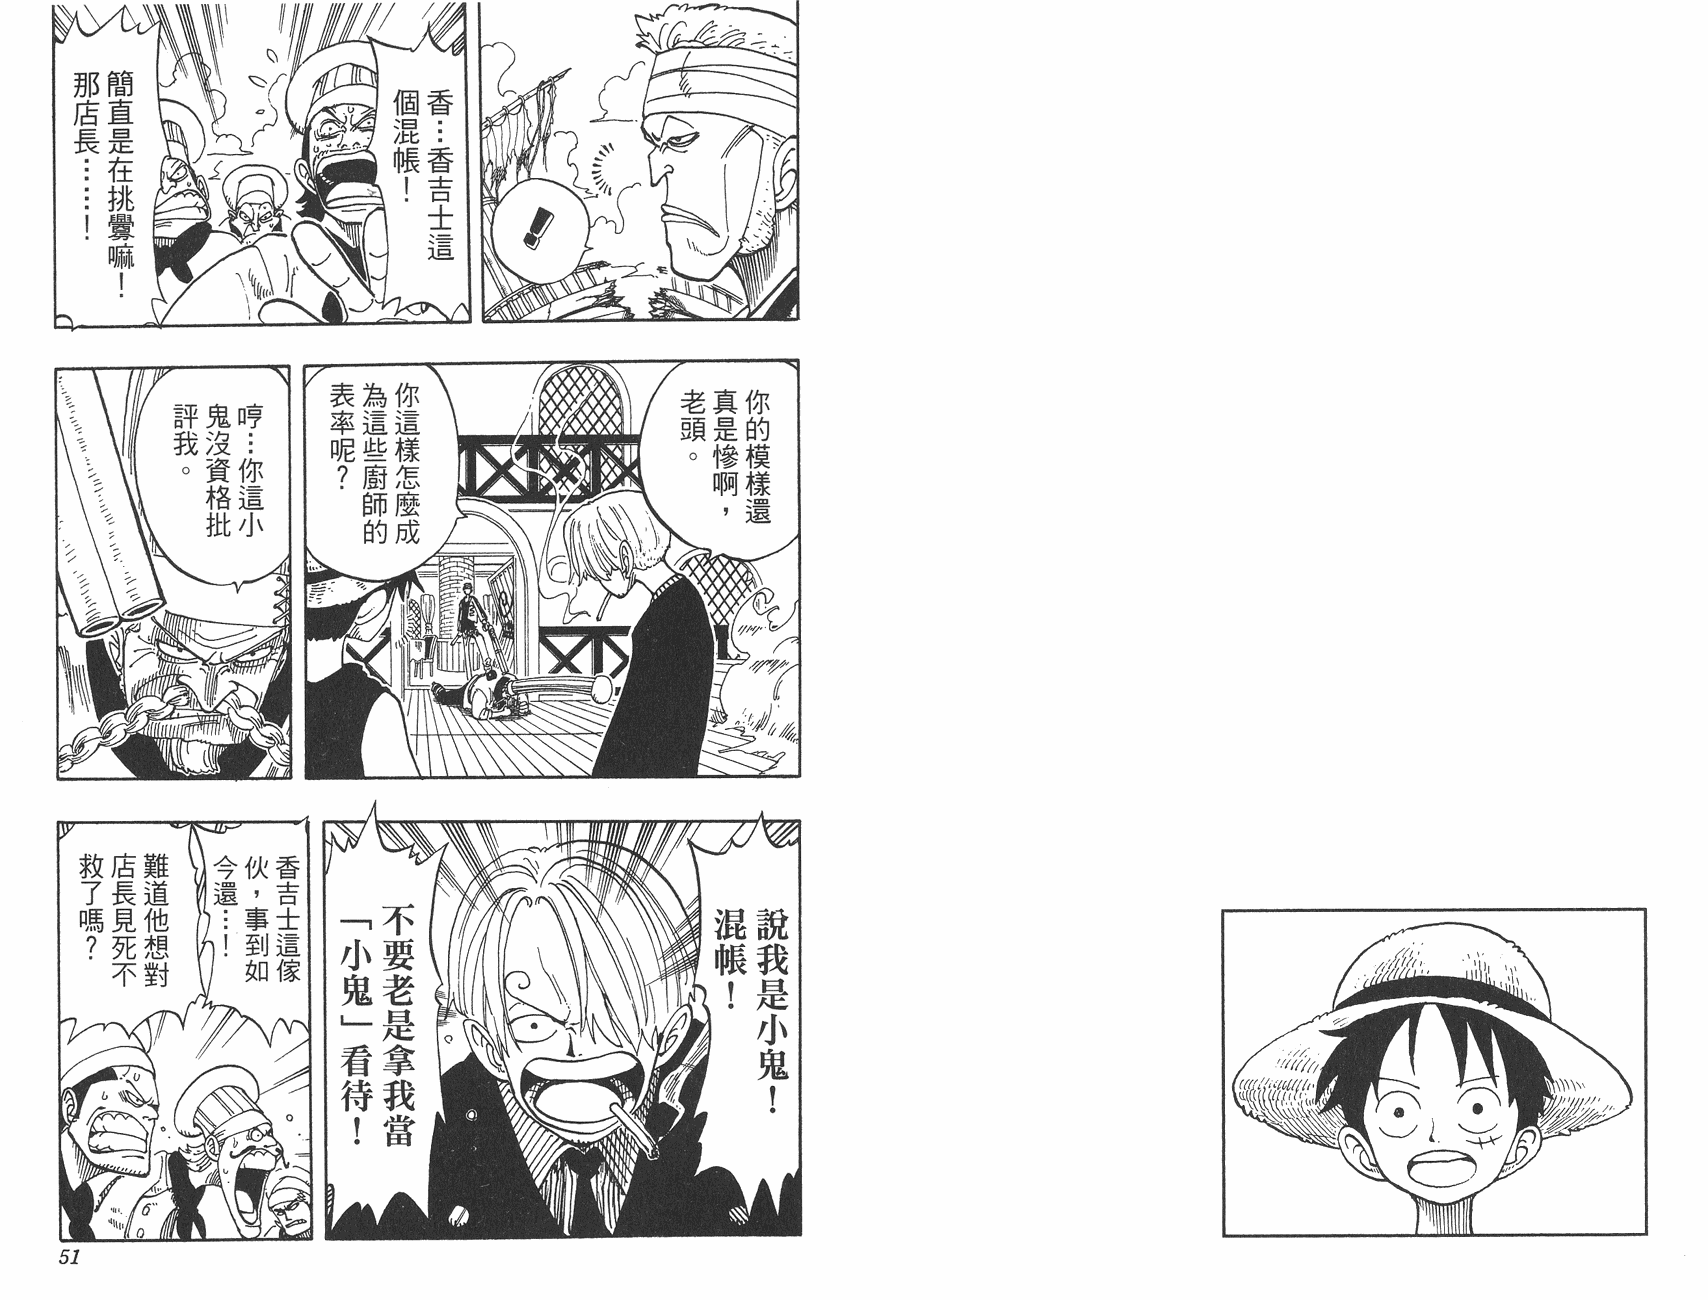 ！
香…香吉士這
個混帳！
簡直是在挑釁嘛！
那店長……！
你的模樣還
真是慘啊，
老頭。
你這樣怎麼成
為這些廚師的
表率呢？
哼…你這小
鬼沒資格批
評我。
說我是小鬼！
混帳！
不要老是拿我當
「小鬼」看待！
香吉士這傢
伙，事到如
今還…！
難道他想對
店長見死不
救了嗎？
51